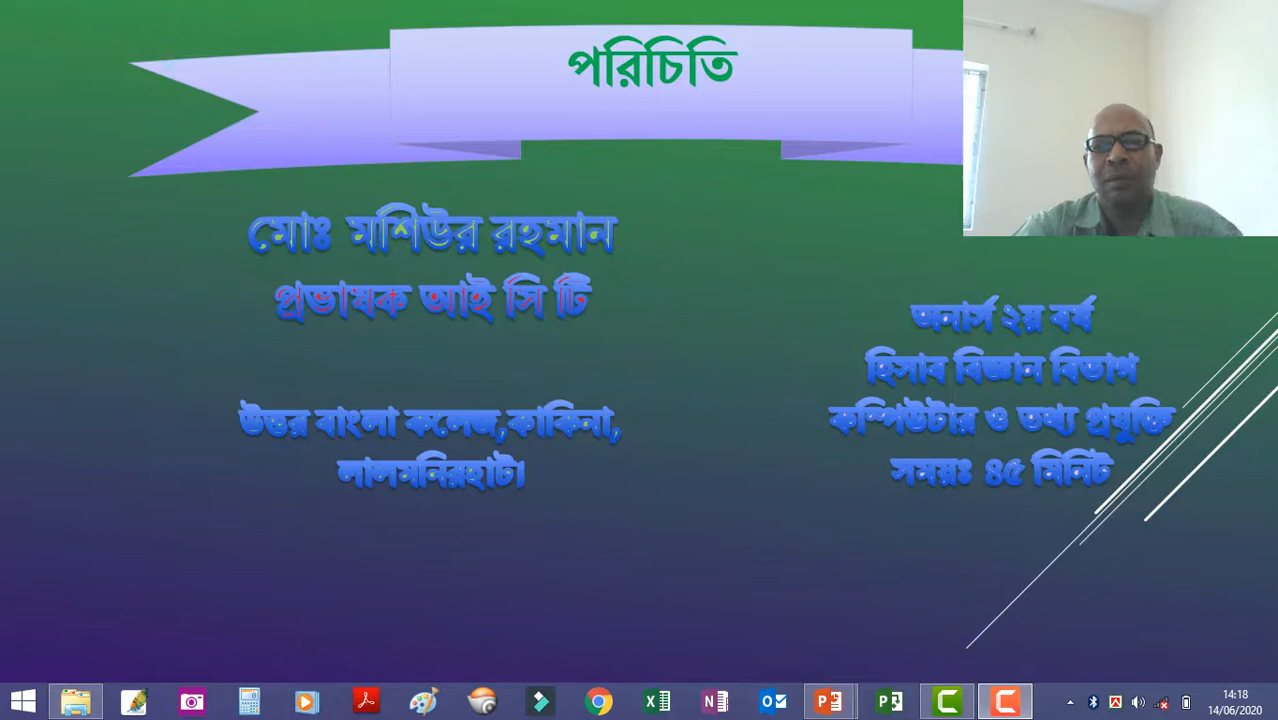 পরিচিতি
মোঃ মশিউর রহমান
প্রভাষক আই সি টি
উত্তর বাংলা কলেজ,কাকিনা,
লালমনিরহাট।
অনার্স ২য় বর্ষ
হিসাব বিজ্ঞান বিভাগ
কম্পিউটার ও তথ্য প্রযুক্তি
সময়ঃ ৪৫ মিনিট
14:18
14/06/2020